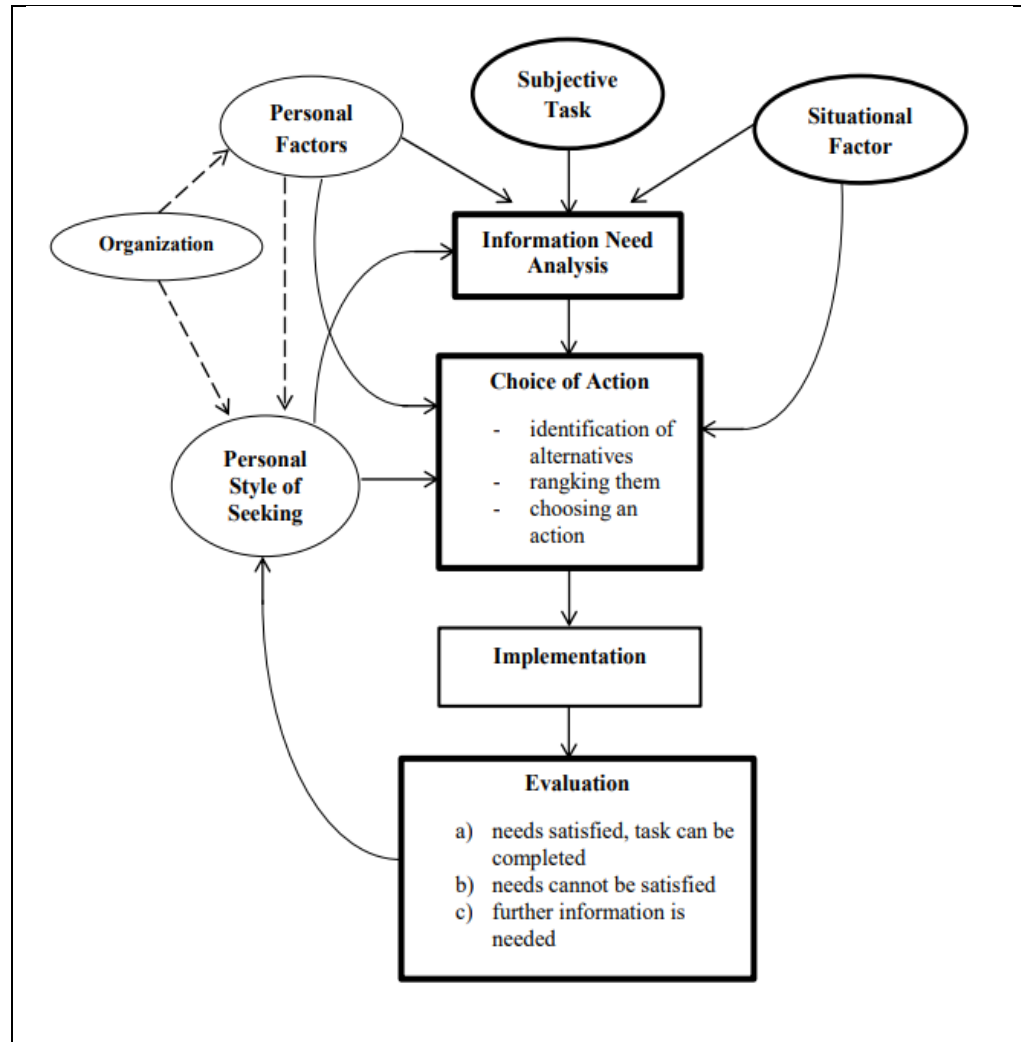 Subjective
Task
Personal
Factors
Situational
Factor
Organization
Information Need
Analysis
Choice of Action
- identification of
alternatives
- rangking them
- choosing an
action
Personal
Style of
Seeking
Implementation
Evaluation
a) needs satisfied, task can be
completed
b) needs cannot be satisfied
c) further information is
needed